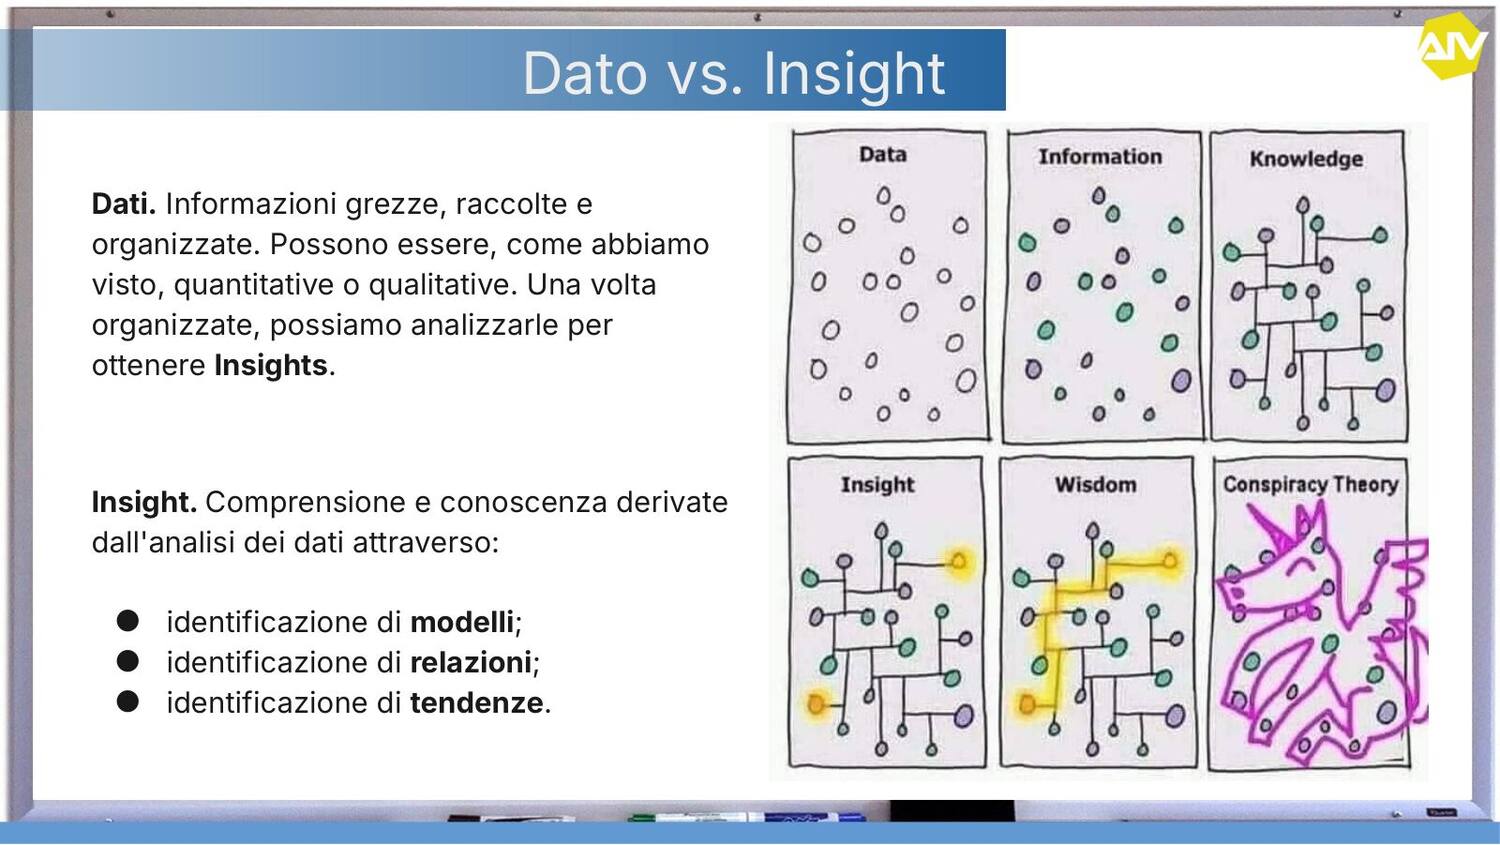 Dato vs. Insight
AIV
Dati. Informazioni grezze, raccolte e
organizzate. Possono essere, come abbiamo
visto, quantitative o qualitative. Una volta
organizzate, possiamo analizzarle per
ottenere Insights.
Insight. Comprensione e conoscenza derivate
dall'analisi dei dati attraverso:
● identificazione di modelli;
● identificazione di relazioni;
● identificazione di tendenze.
Data
Information
Knowledge
Insight
Wisdom
Conspiracy Theory